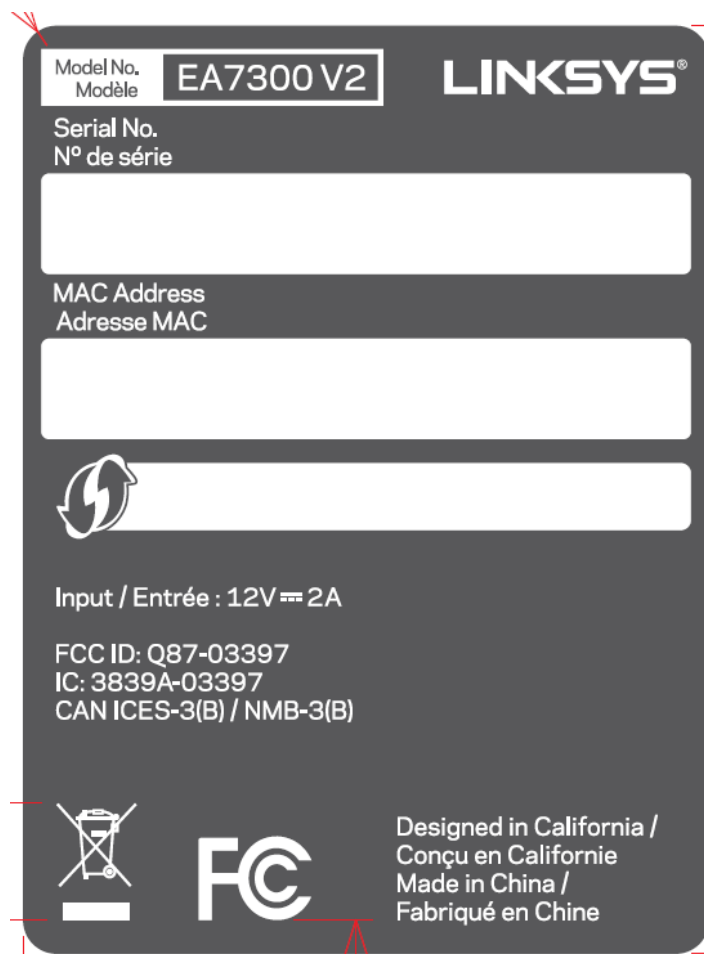 Model No.
Modèle
EA7300 V2
LINKSYS®
Serial No.
Nº de série
MAC Address
Adresse MAC
Input / Entrée : 12V ⎓ 2A
FCC ID: Q87-03397
IC: 3839A-03397
CAN ICES-3(B) / NMB-3(B)
FC
Designed in California /
Conçu en Californie
Made in China /
Fabriqué en Chine